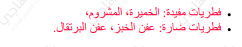 • فطريات مفيدة: الخميرة، المشروم،
• فطريات ضارة: عفن الخبز، عفن البرتقال.